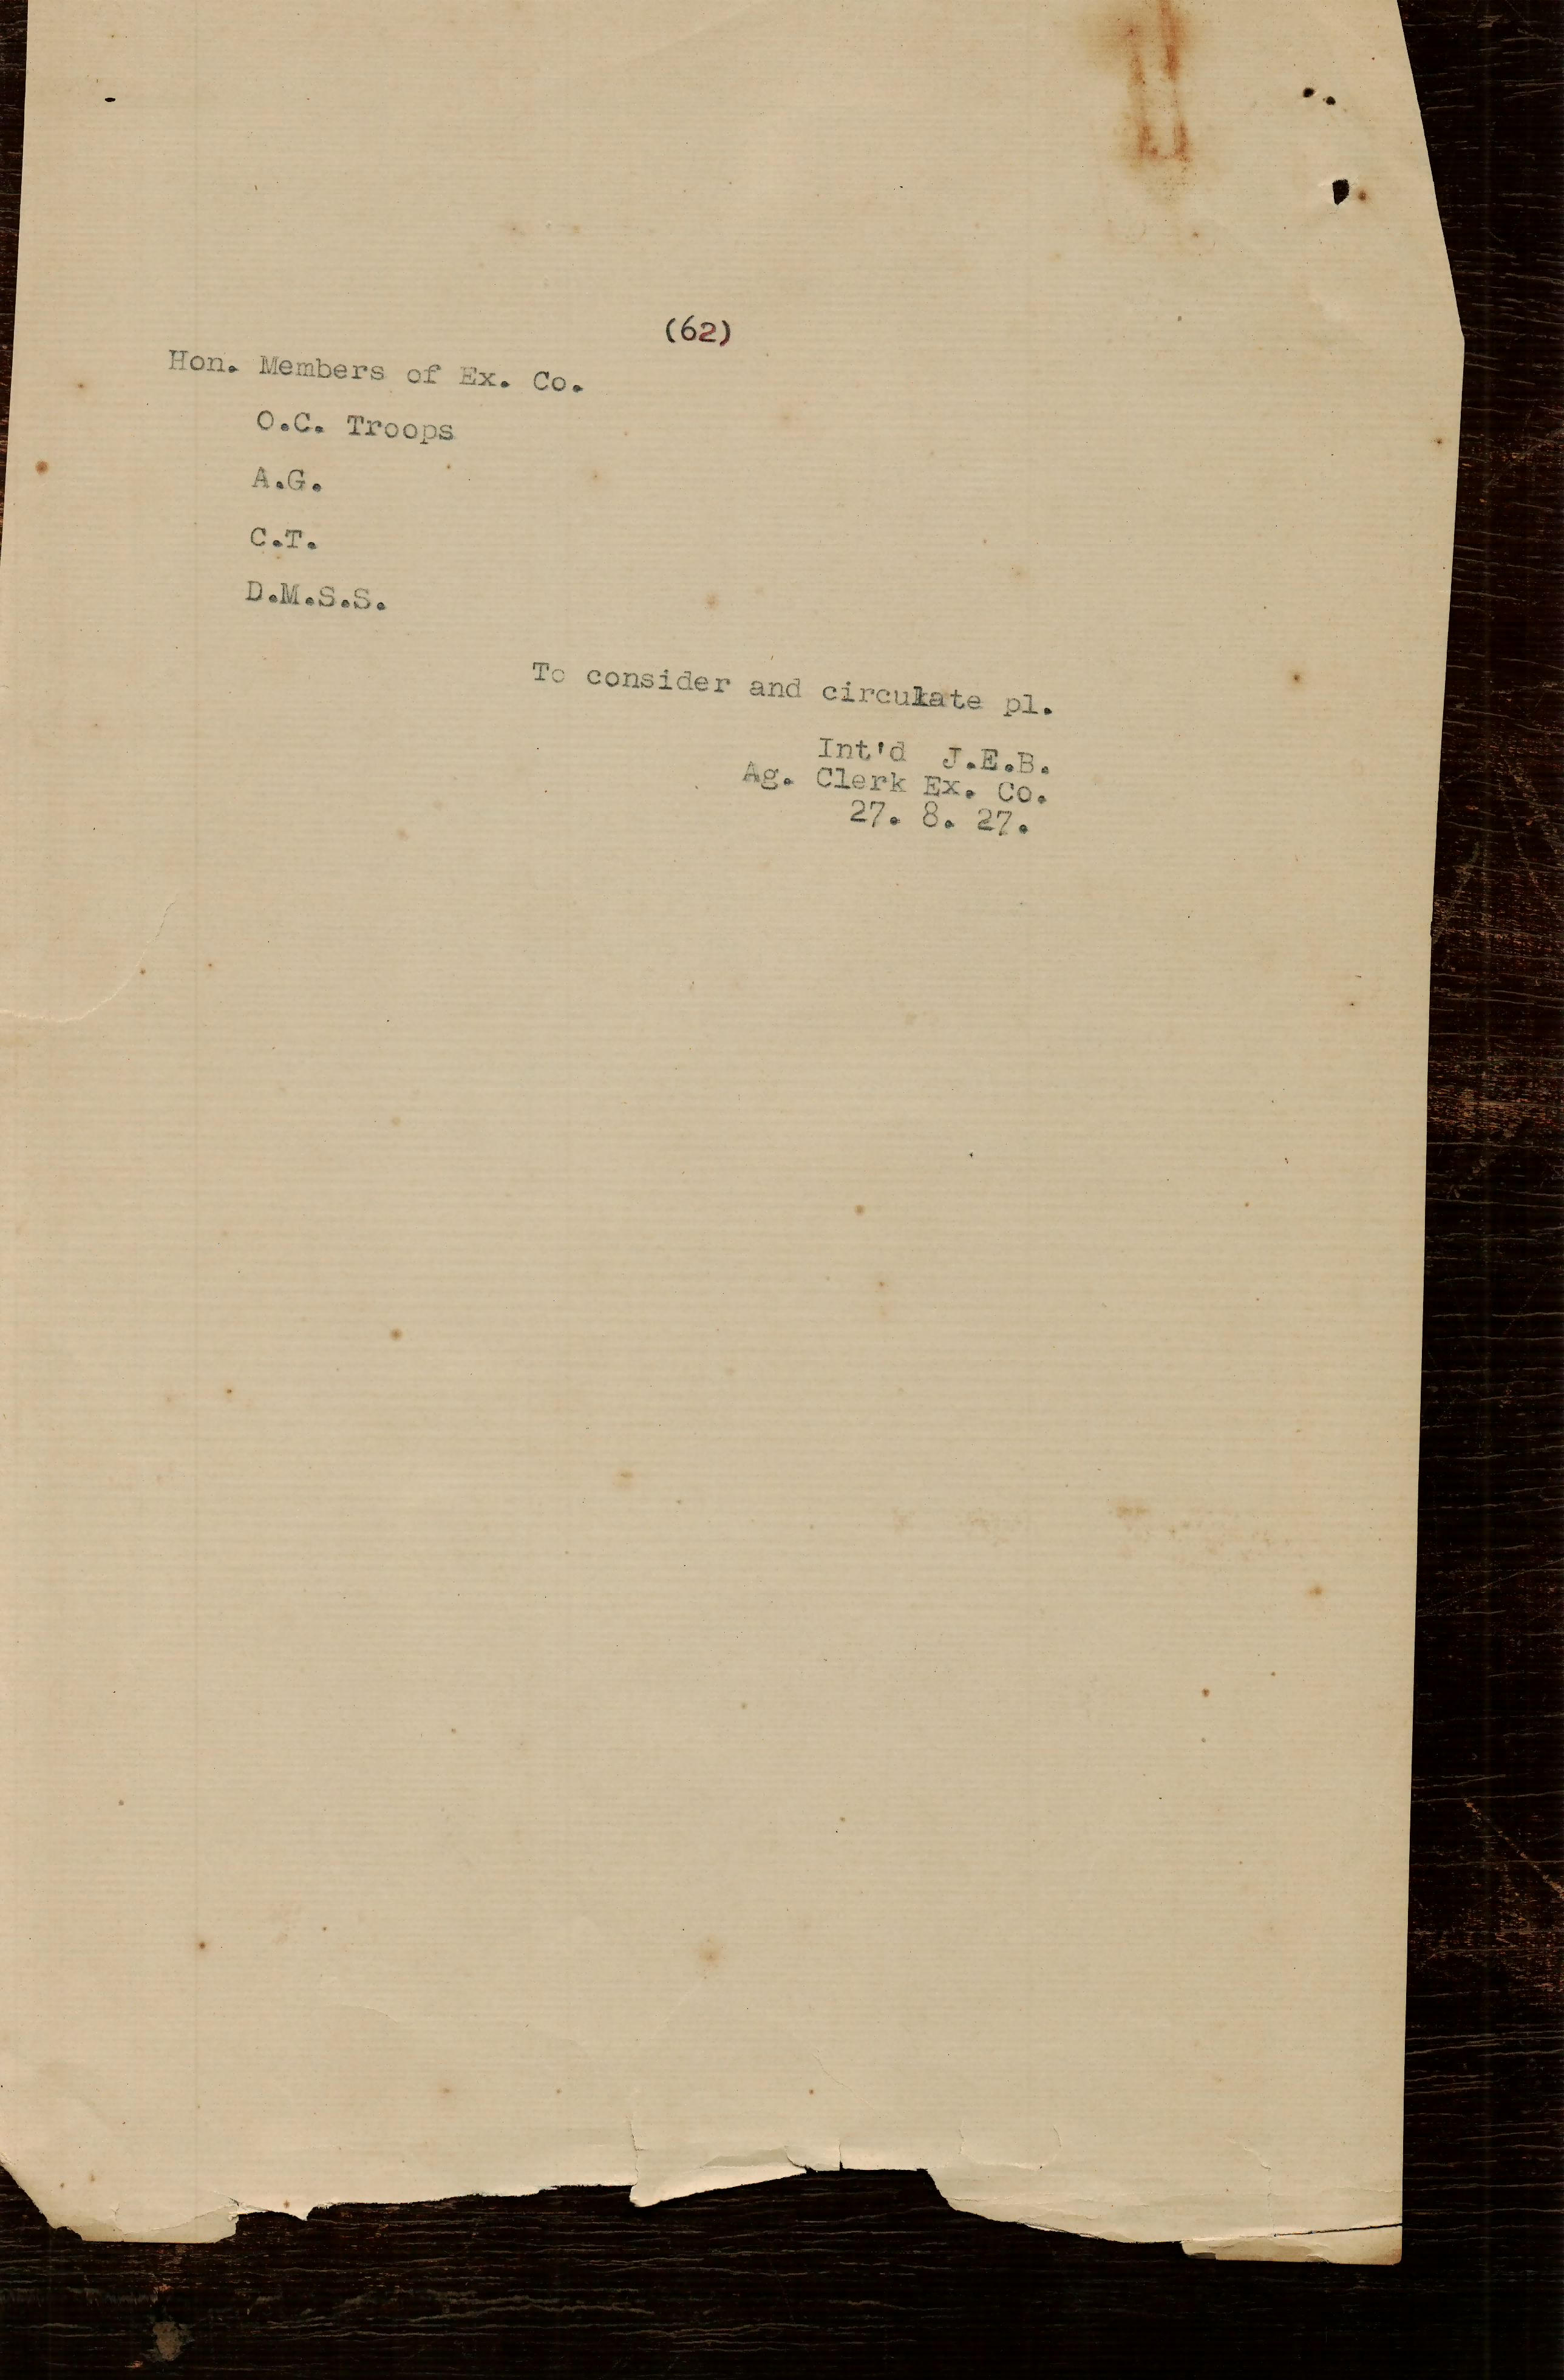 (62)
Hon. Members of Ex. Co.
O.C. Troops
A.G.
C.T.
D.M.S.S.
To consider and circulate pl.
Int'd J.E.B.
Ag. Clerk Ex. Co.
27. 8. 27.